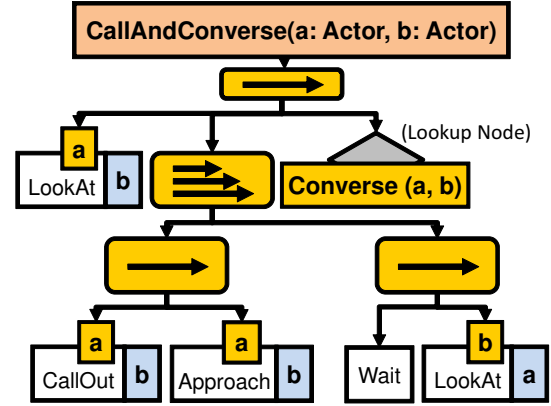 CallAndConverse(a: Actor, b: Actor)
(Lookup Node)
a
LookAt b
Converse (a, b)
a
CallOut b
a
Approach b
Wait
b
LookAt a